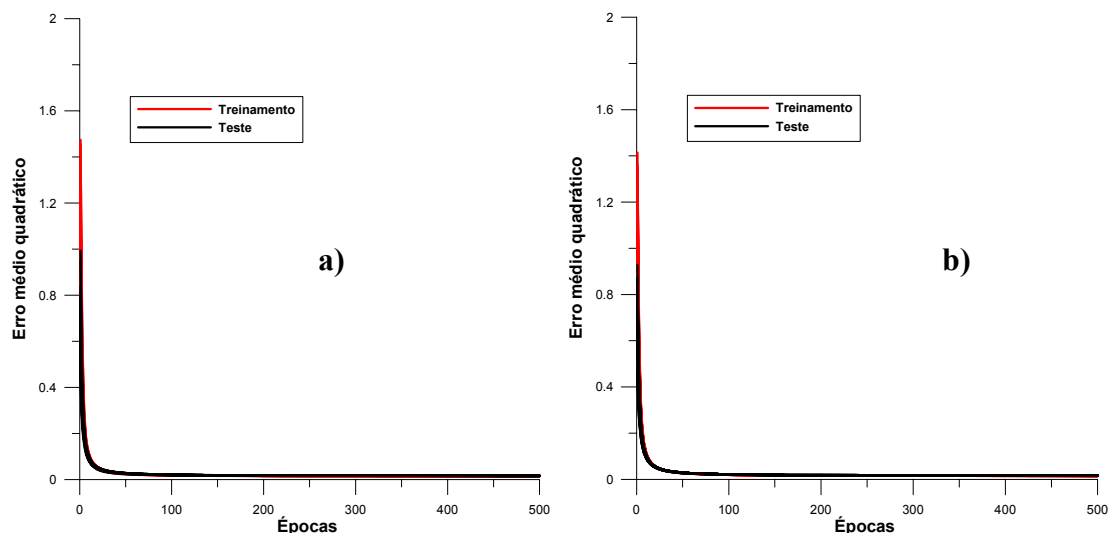 2
1.6
1.2
0.8
0.4
0
Erro médio quadrático
Treinamento
Teste
a)
0 100 200 300 400 500
Épocas
2
1.6
1.2
0.8
0.4
0
Erro médio quadrático
Treinamento
Teste
b)
0 100 200 300 400 500
Épocas